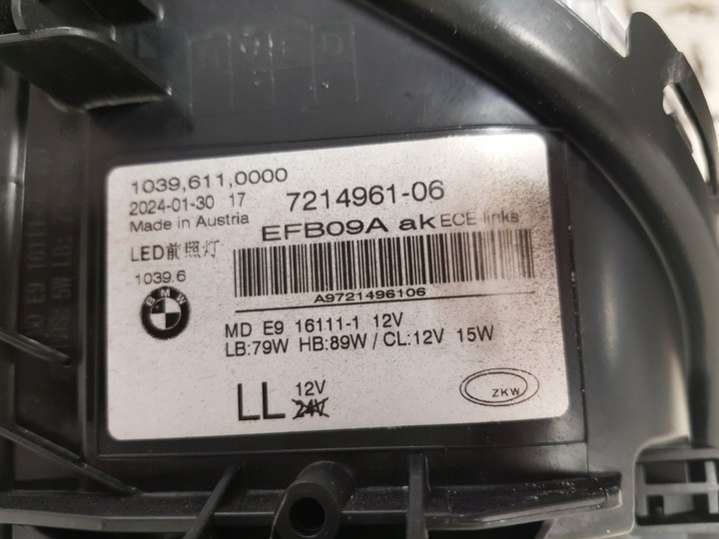 1039,611,0000
2024-01-30 17
Made in Austria
7214961-06
EFB09A ak ECE links
LED前照灯
1039.6
BMW
A9721496106
MD E9 16111-1 12V
LB:79W HB:89W / CL:12V 15W
LL 12V
24V
ZKW